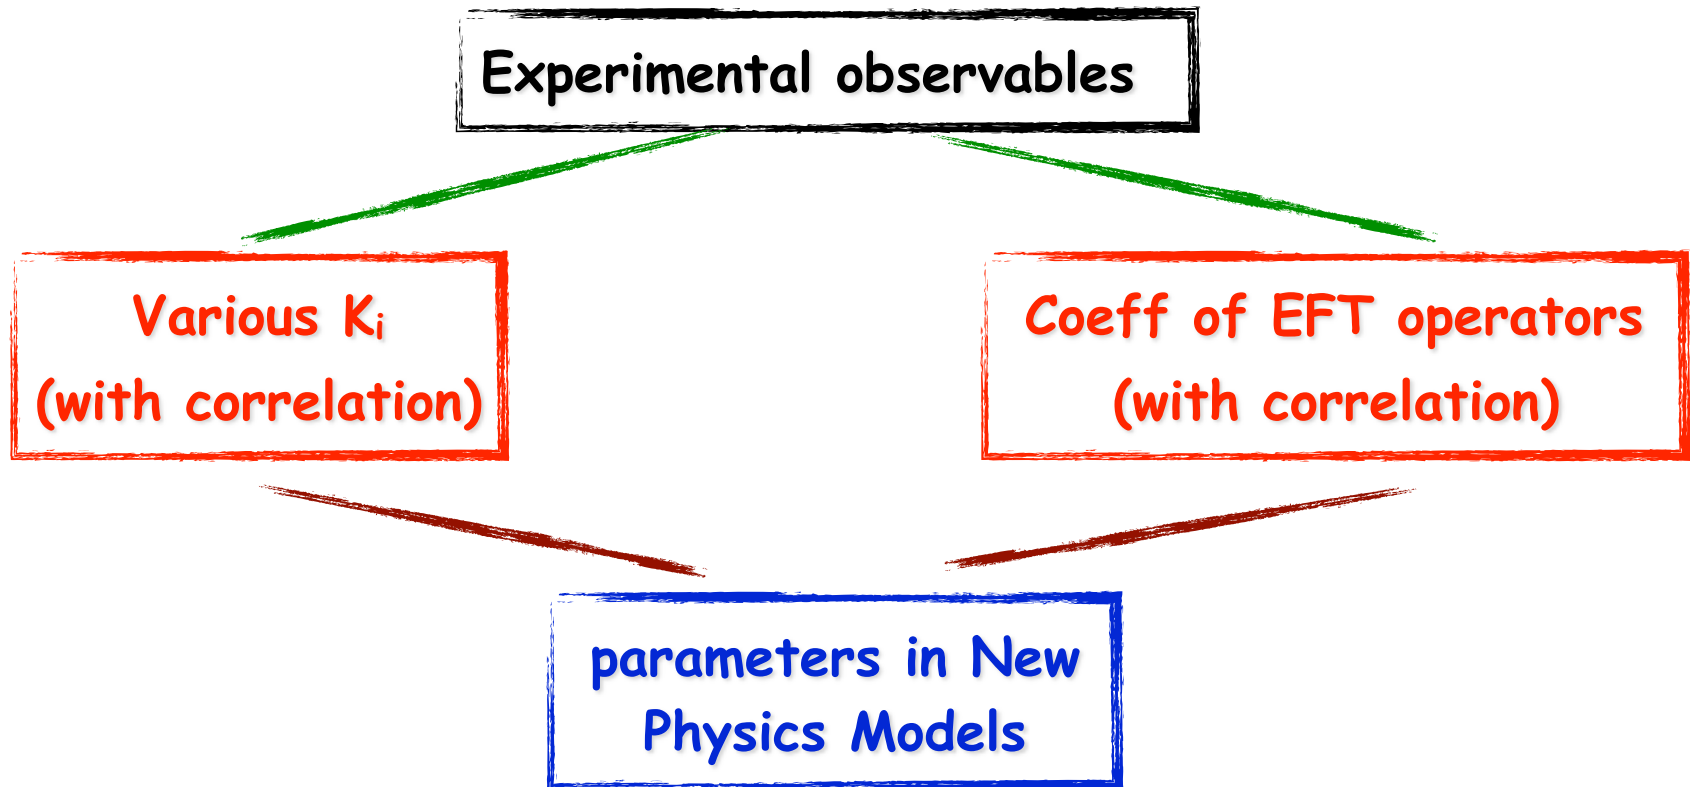 Experimental observables
Various Kᵢ
(with correlation)
Coeff of EFT operators
(with correlation)
parameters in New
Physics Models